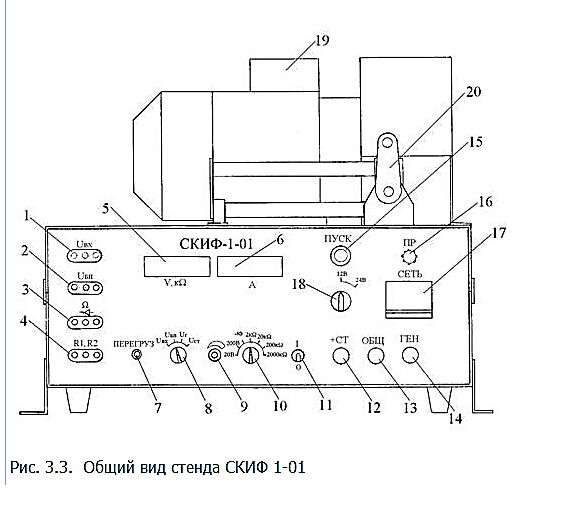 19
20
15
5
6
16
1
Uвх
СКИФ-1-01
ПУСК
ПР
17
2
Uвп
V, кΩ
А
12В
24В
СЕТЬ
18
3
Ω
4
R1, R2
ПЕРЕГРУЗ
Uвх
Uвп
Uг
Uст
200В
20В
2кΩ
20кΩ
200кΩ
2000кΩ
I
0
+СТ
ОБЩ
ГЕН
7
8
9
10
11
12
13
14
Рис. 3.3. Общий вид стенда СКИФ 1-01